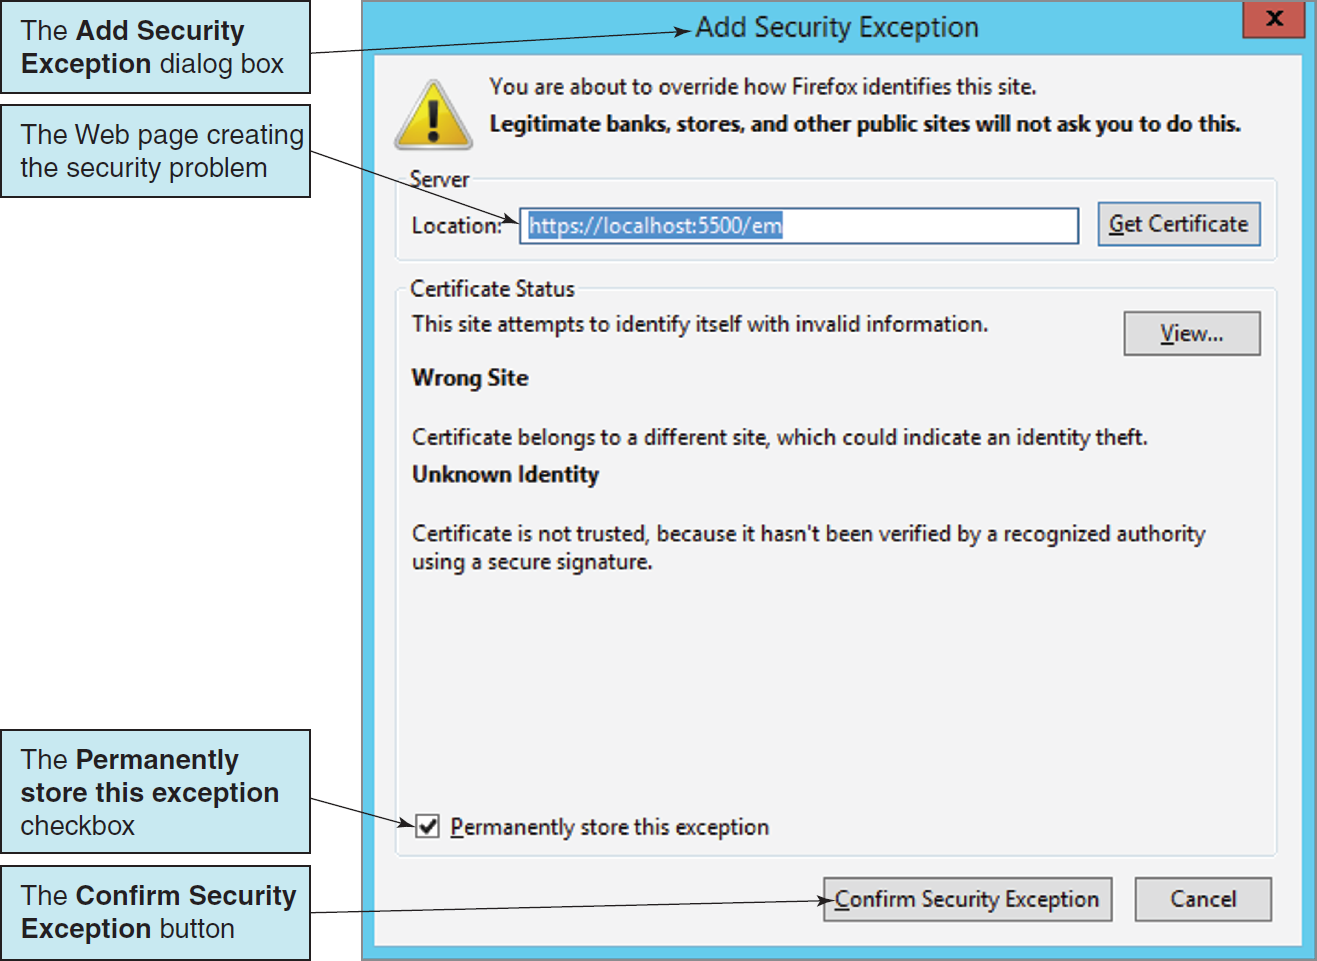 The Add Security
Exception dialog box
The Web page creating
the security problem
The Permanently
store this exception
checkbox
The Confirm Security
Exception button
Add Security Exception
x
You are about to override how Firefox identifies this site.
Legitimate banks, stores, and other public sites will not ask you to do this.
Server
Location:
https://localhost:5500/em
Get Certificate
Certificate Status
This site attempts to identify itself with invalid information.
View...
Wrong Site
Certificate belongs to a different site, which could indicate an identity theft.
Unknown Identity
Certificate is not trusted, because it hasn't been verified by a recognized authority
using a secure signature.
Permanently store this exception
Confirm Security Exception
Cancel